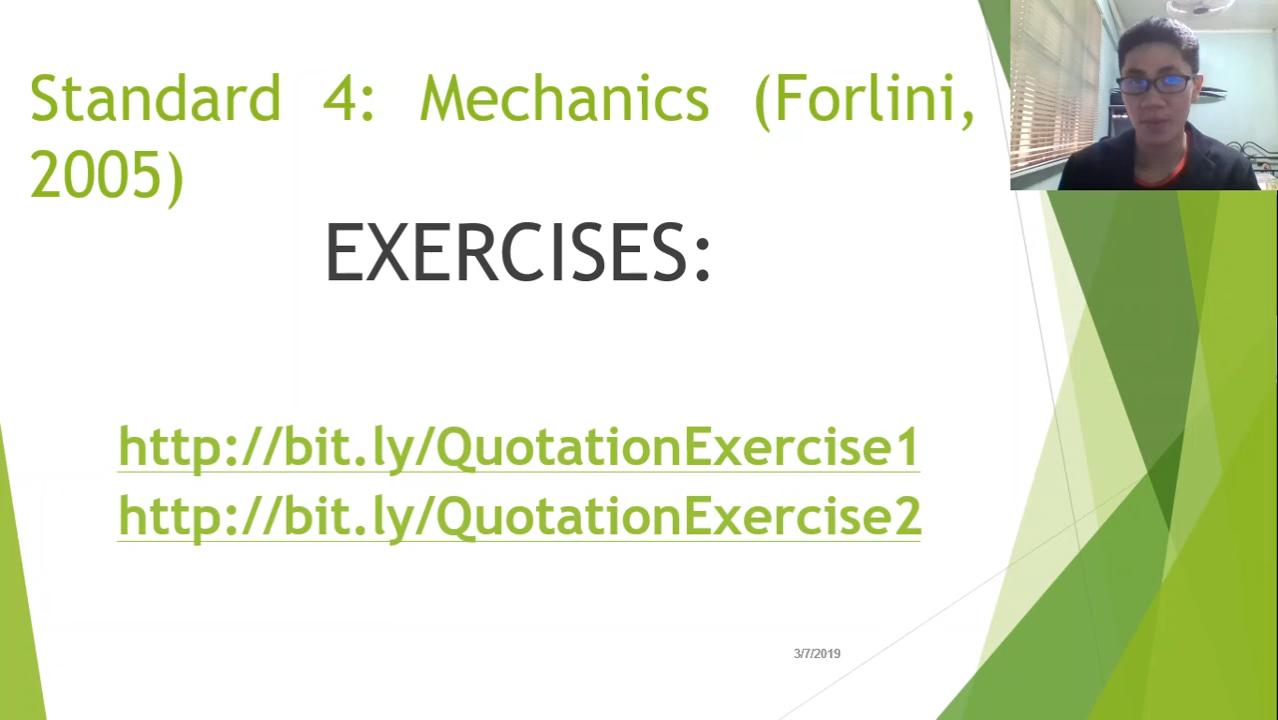 Standard 4: Mechanics (Forlini,
2005)
EXERCISES:
http://bit.ly/QuotationExercise1
http://bit.ly/QuotationExercise2
3/7/2019